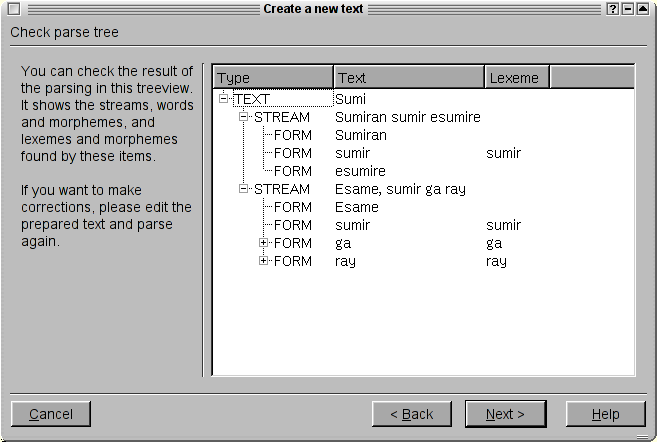 Create a new text
Check parse tree
You can check the result of
the parsing in this treeview.
It shows the streams, words
and morphemes, and
lexemes and morphemes
found by these items.
If you want to make
corrections, please edit the
prepared text and parse
again.
Type Text Lexeme
TEXT Sumi
STREAM Sumiran sumir esumire
FORM Sumiran
FORM sumir sumir
FORM esumire
STREAM Esame, sumir ga ray
FORM Esame
FORM sumir sumir
FORM ga ga
FORM ray ray
Cancel < Back Next > Help